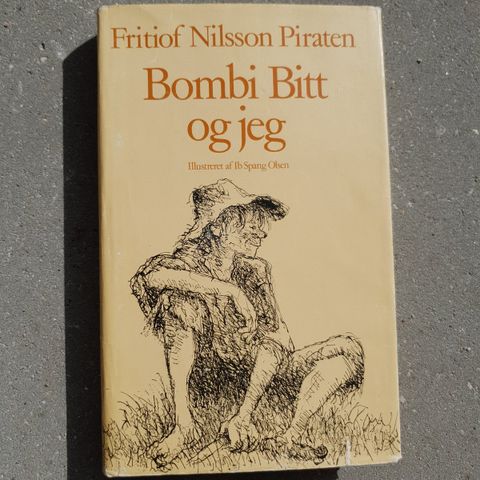 Fritiof Nilsson Piraten
Bombi Bitt
og jeg
Illustreret af Ib Spang Olsen